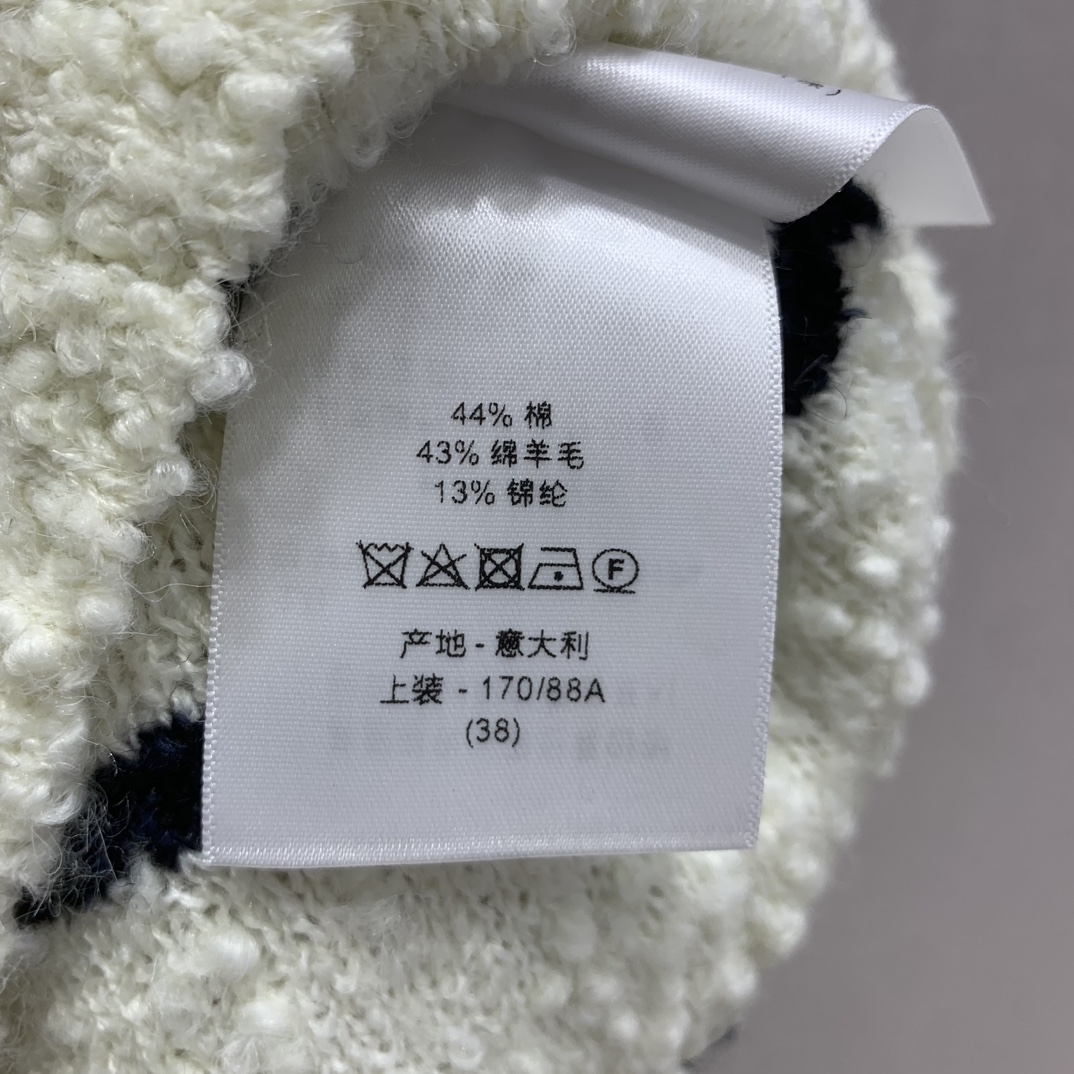 44% 棉
43% 绵羊毛
13% 锦纶
F
产地 - 意大利
上装 - 170/88A
(38)